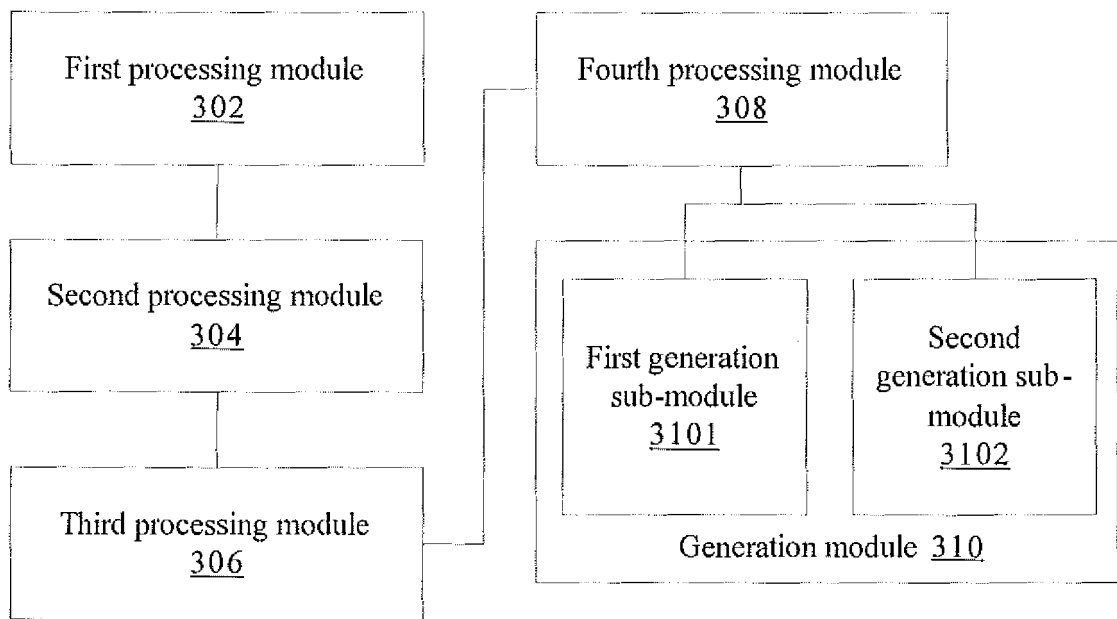 First processing module
302
Second processing module
304
Third processing module
306
Fourth processing module
308
First generation
sub-module
3101
Second
generation sub-
module
3102
Generation module 310